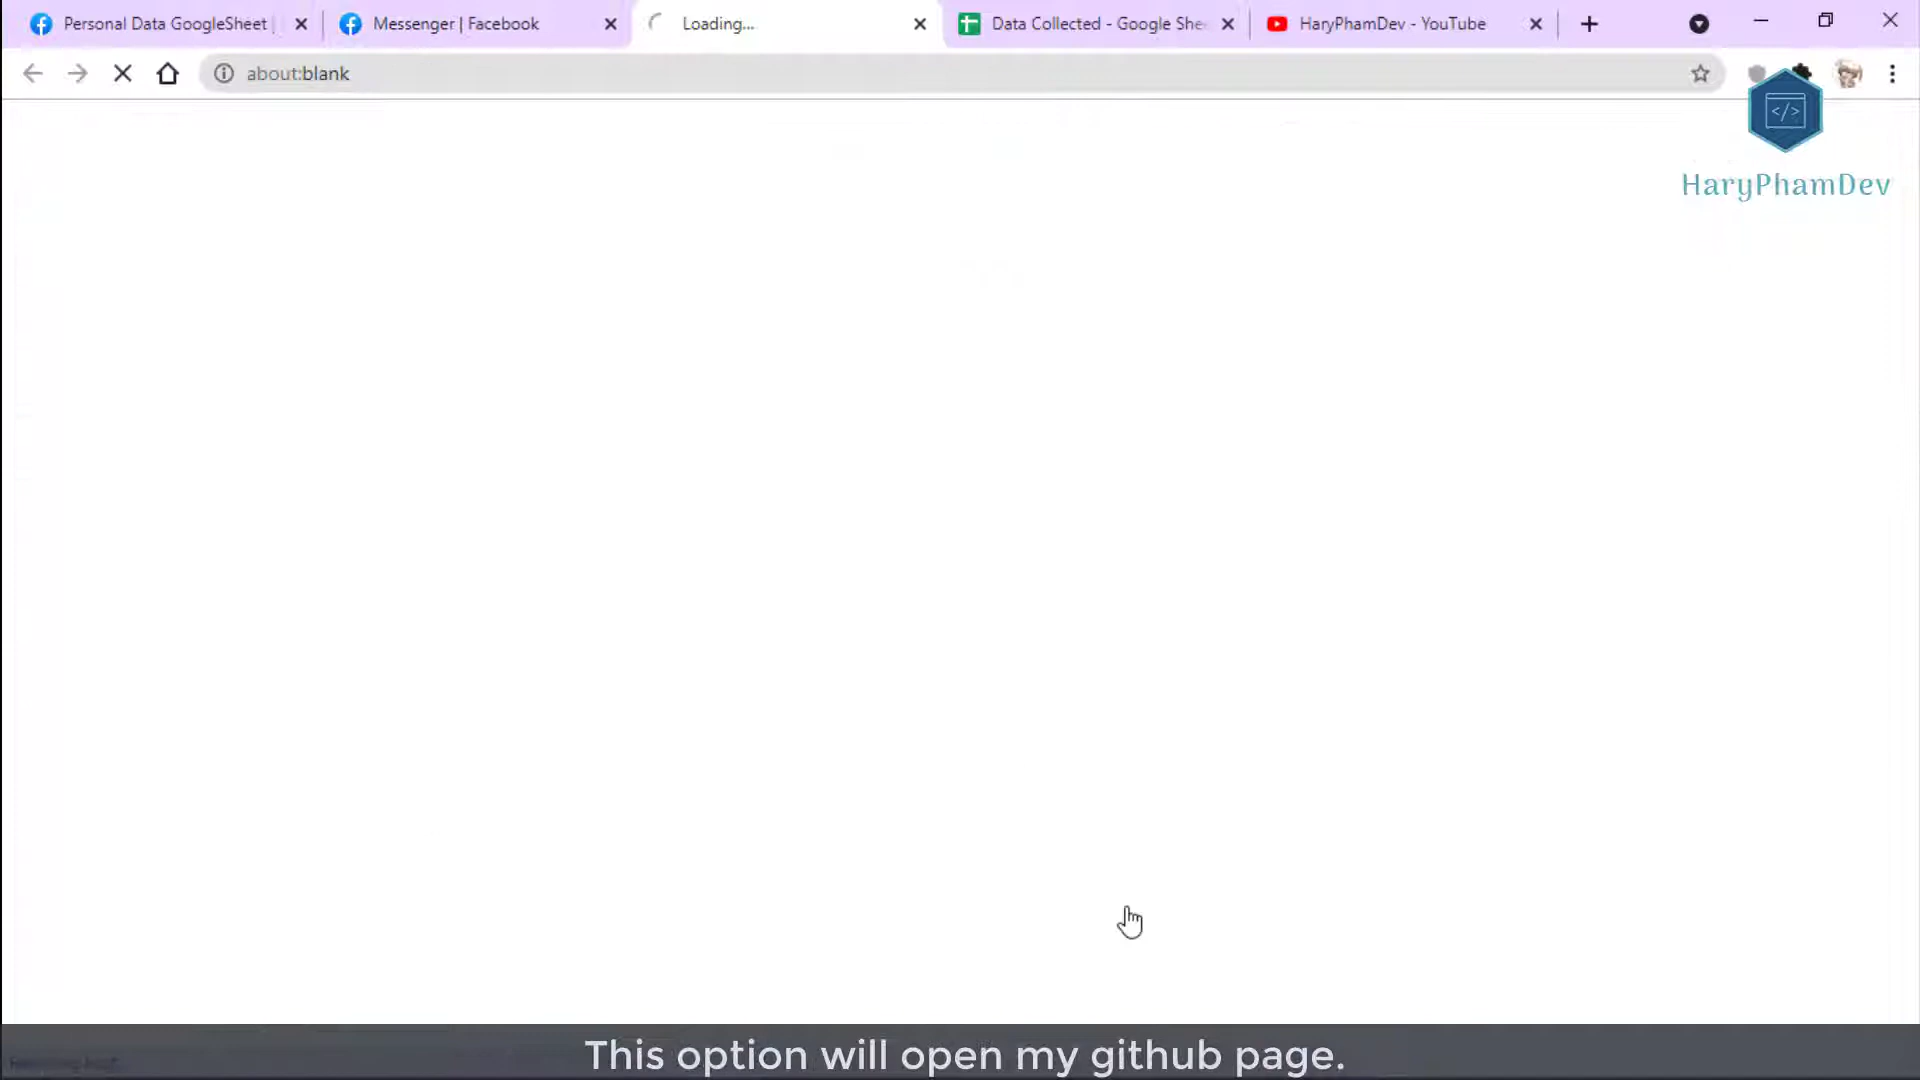 Personal Data GoogleSheet |
Messenger | Facebook
Loading...
Data Collected - Google She
HaryPhamDev - YouTube
about:blank
</>
HaryPhamDev
This option will open my github page.